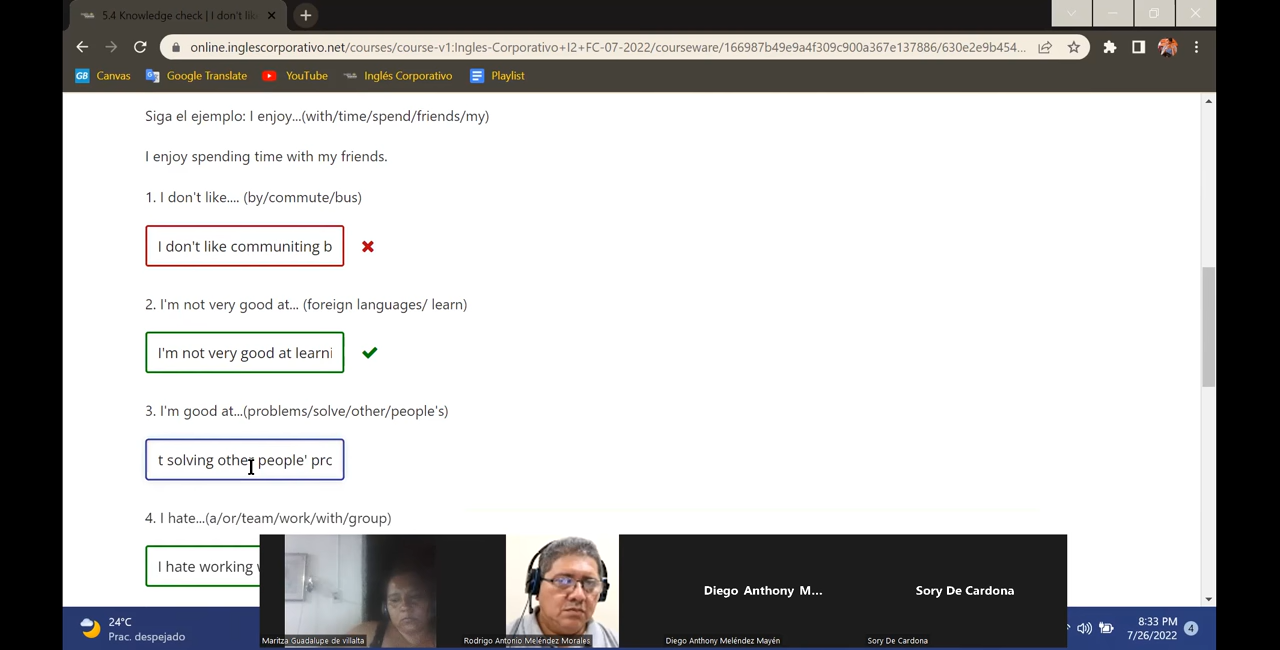 5.4 Knowledge check | I don't lik
online.inglescorporativo.net/courses/course-v1:Ingles-Corporativo+I2+FC-07-2022/courseware/166987b49e9a4f309c900a367e137886/630e2e9b454...
Canvas Google Translate YouTube Inglés Corporativo Playlist
Siga el ejemplo: I enjoy...(with/time/spend/friends/my)
I enjoy spending time with my friends.
1. I don't like.... (by/commute/bus)
I don't like communiting b
2. I'm not very good at... (foreign languages/ learn)
I'm not very good at learni
3. I'm good at...(problems/solve/other/people's)
t solving other people' pro
4. I hate...(a/or/team/work/with/group)
I hate working
Diego Anthony M...
Sory De Cardona
Maritza Guadalupe de villalta
Rodrigo Antonio Meléndez Morales
Diego Anthony Meléndez Mayén
Sory De Cardona
24°C
Prac. despejado
8:33 PM
7/26/2022
4